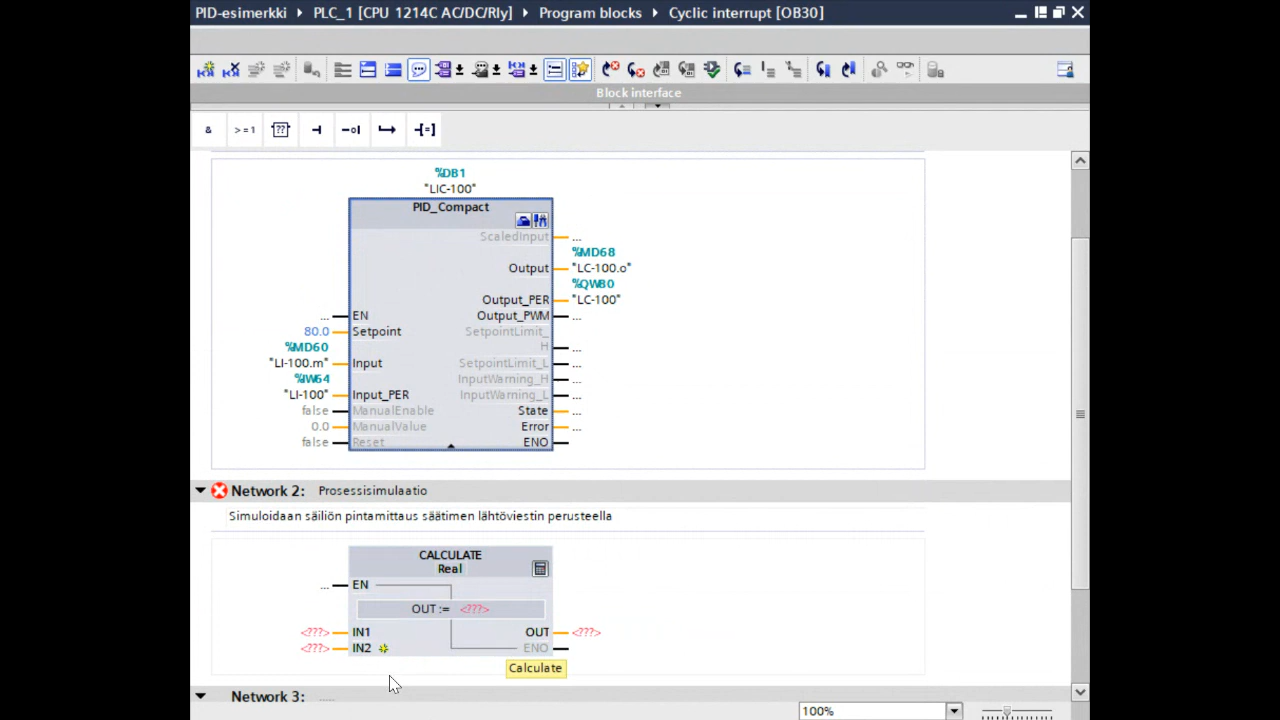 PID-esimerkki ▸ PLC_1 [CPU 1214C AC/DC/Rly] ▸ Program blocks ▸ Cyclic interrupt [OB30]
Block interface
& >=1 ??
%DB1
"LIC-100"
PID_Compact
ScaledInput ...
%MD68
Output "LC-100.o"
%QW80
Output_PER "LC-100"
... EN Output_PWM ...
80.0 Setpoint SetpointLimit_
%MD60 H ...
"LI-100.m" Input SetpointLimit_L ...
%IW64 InputWarning_H ...
"LI-100" Input_PER InputWarning_L ...
false ManualEnable State ...
0.0 ManualValue Error ...
false Reset ENO
Network 2: Prosessisimulaatio
Simuloidaan säiliön pintamittaus säätimen lähtöviestin perusteella
CALCULATE
Real
... EN
OUT := <???>
<???> IN1 OUT <???>
<???> IN2 ENO
Calculate
Network 3: .....
100%